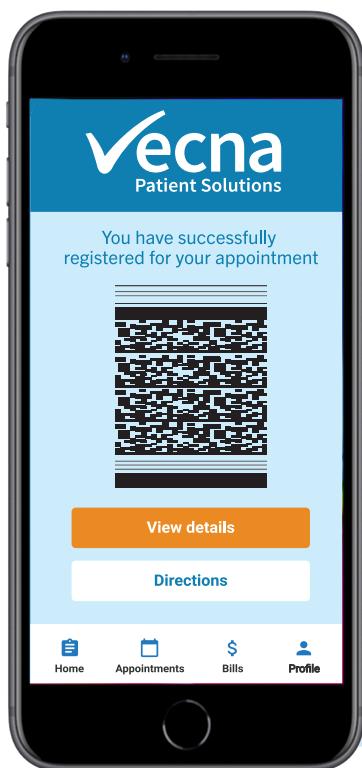 Vecna
Patient Solutions
You have successfully
registered for your appointment
View details
Directions
Home Appointments Bills Profile